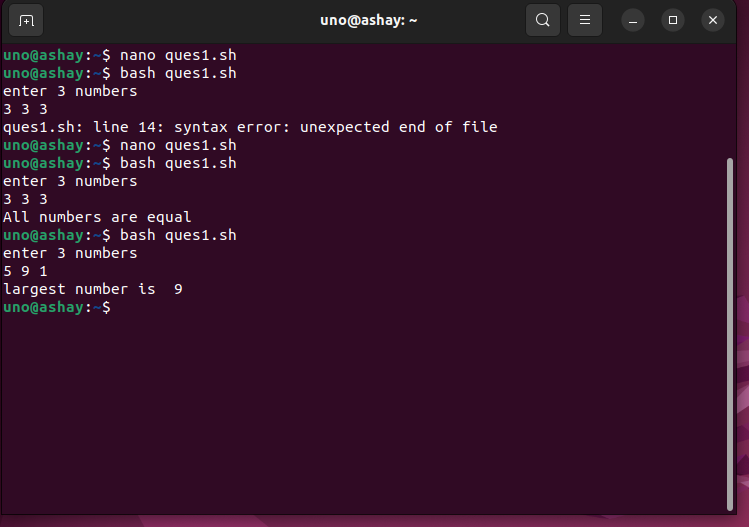 uno@ashay: ~
uno@ashay:~$ nano ques1.sh
uno@ashay:~$ bash ques1.sh
enter 3 numbers
3 3 3
ques1.sh: line 14: syntax error: unexpected end of file
uno@ashay:~$ nano ques1.sh
uno@ashay:~$ bash ques1.sh
enter 3 numbers
3 3 3
All numbers are equal
uno@ashay:~$ bash ques1.sh
enter 3 numbers
5 9 1
largest number is  9
uno@ashay:~$